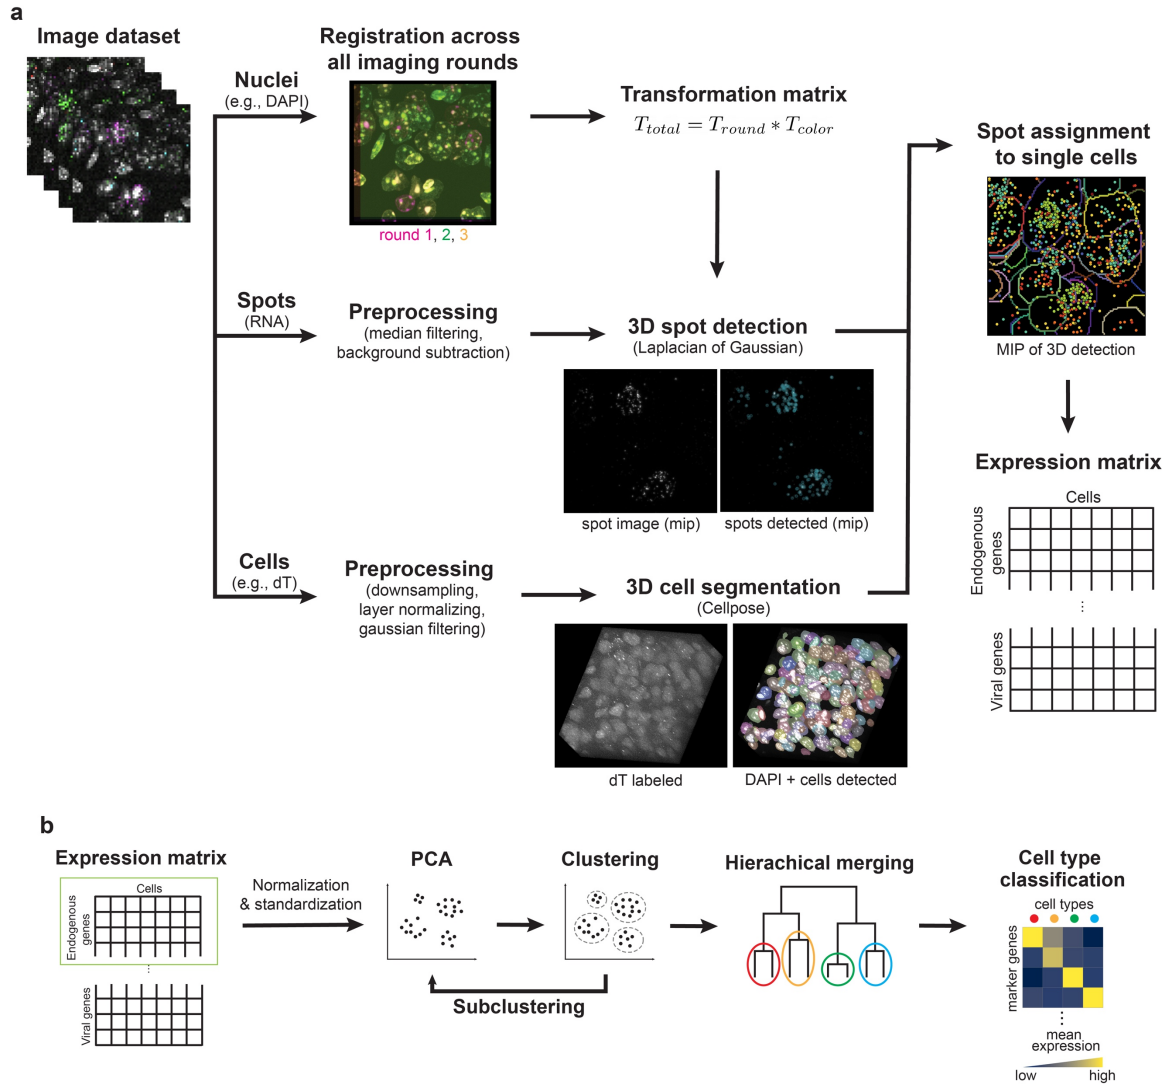 a
Image dataset
Nuclei
(e.g., DAPI)
Registration across
all imaging rounds
round 1, 2, 3
Transformation matrix
T_total = T_round * T_color
Spots
(RNA)
Preprocessing
(median filtering,
background subtraction)
3D spot detection
(Laplacian of Gaussian)
spot image (mip)
spots detected (mip)
Cells
(e.g., dT)
Preprocessing
(downsampling,
layer normalizing,
gaussian filtering)
3D cell segmentation
(Cellpose)
dT labeled
DAPI + cells detected
Spot assignment
to single cells
MIP of 3D detection
Expression matrix
Cells
Endogenous
genes
...
Viral genes
b
Expression matrix
Cells
Endogenous
genes
...
Viral genes
Normalization
& standardization
PCA
Clustering
Subclustering
Hierachical merging
Cell type
classification
cell types
marker genes
...
mean
expression
low
high